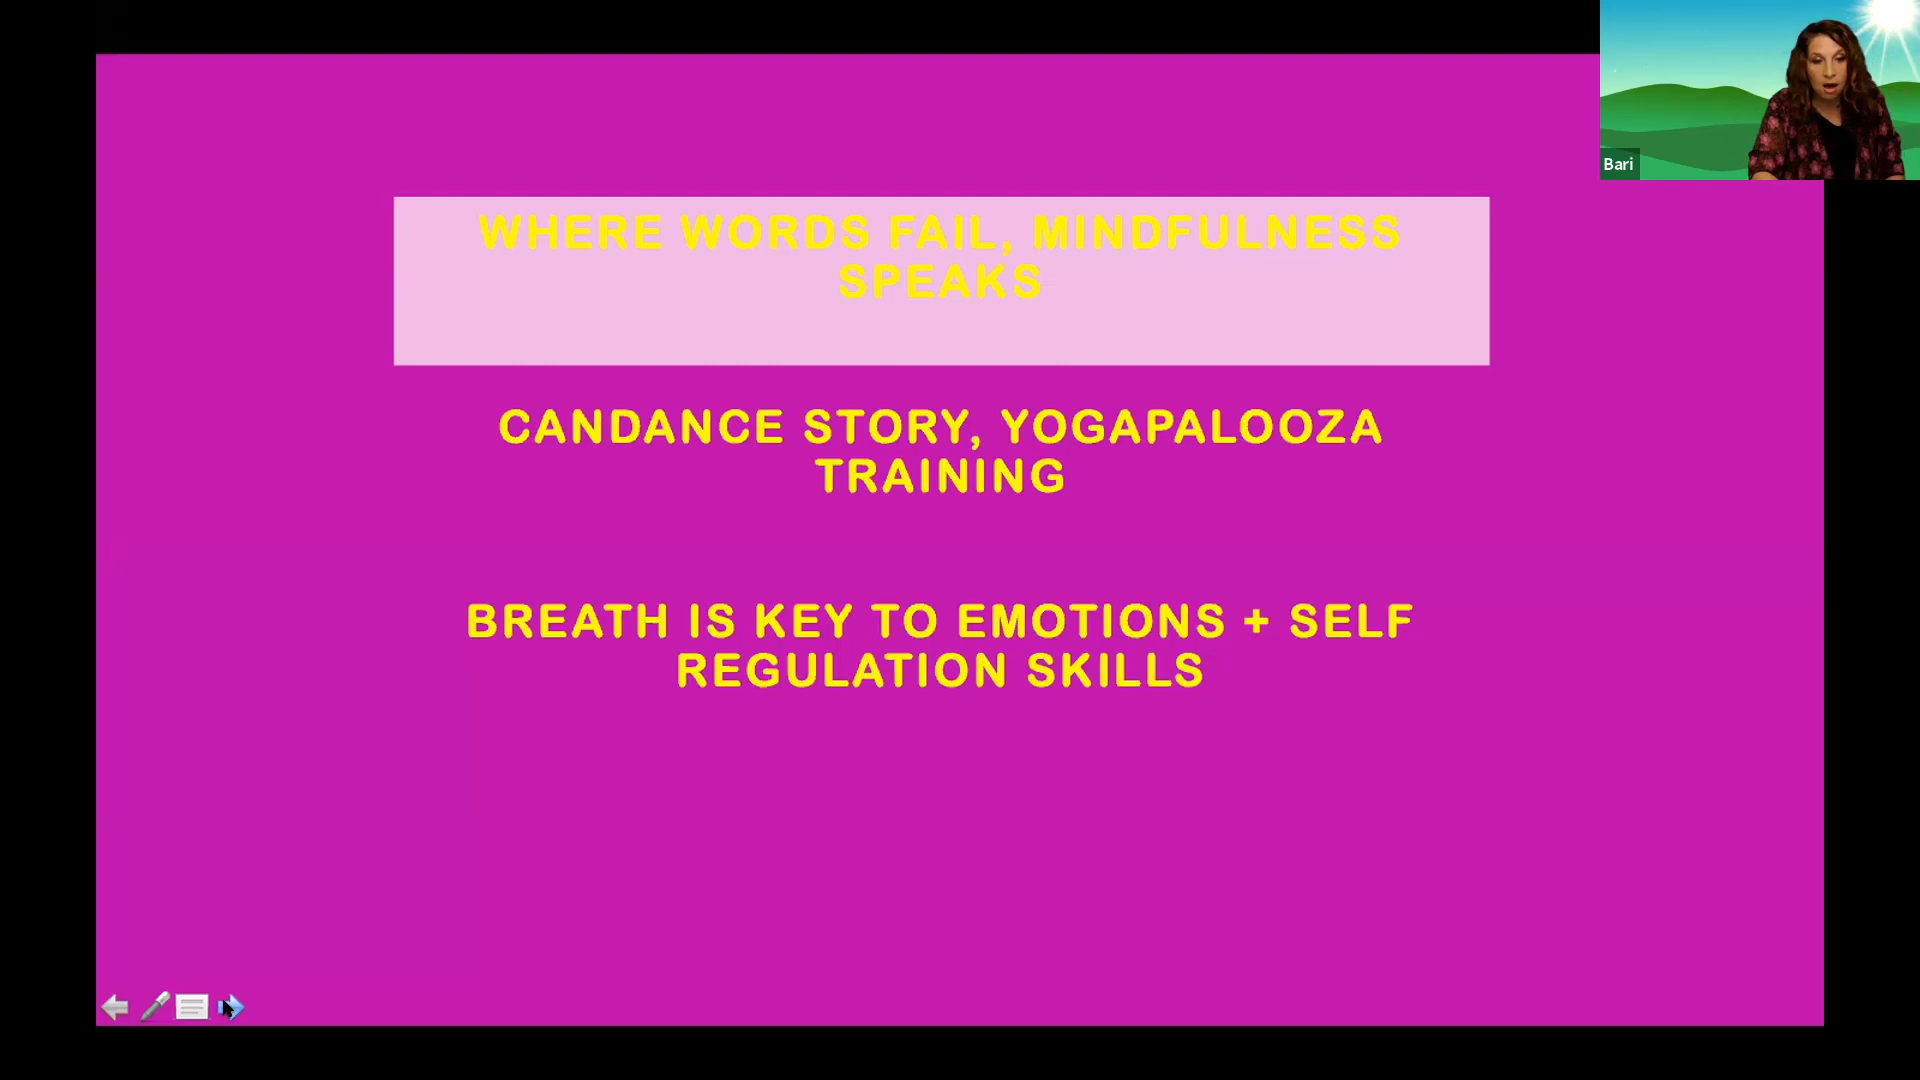 WHERE WORDS FAIL, MINDFULNESS
SPEAKS
CANDANCE STORY, YOGAPALOOZA
TRAINING
BREATH IS KEY TO EMOTIONS + SELF
REGULATION SKILLS
Bari